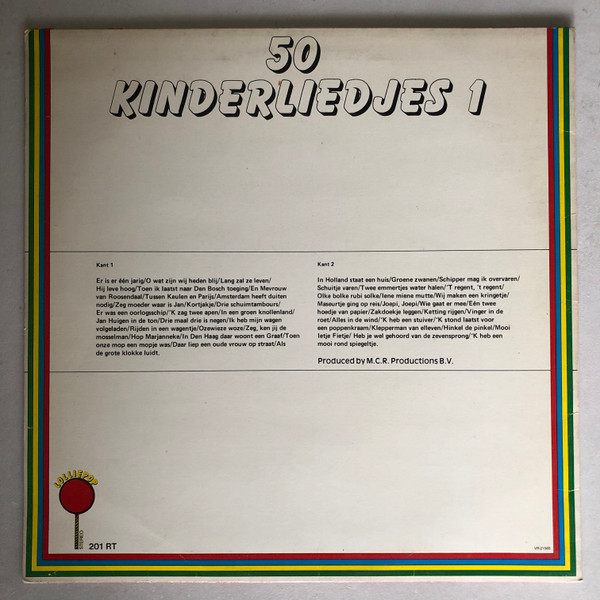 50
KINDERLIEDJES 1
Kant 1
Er is er één jarig/O wat zijn wij heden blij/Lang zal ze leven/
Hij leve hoog/Toen ik laatst naar Den Bosch toeging/En Mevrouw
van Roosendaal/Tussen Keulen en Parijs/Amsterdam heeft duiten
nodig/Zeg moeder waar is Jan/Kortjakje/Drie schuimtambours/
Er was een oorlogsschip/'K zag twee apen/In een groen knollenland/
Jan Huigen in de ton/Drie maal drie is negen/Ik heb mijn wagen
volgeladen/Rijden in een wagentje/Ozewiezo woze/Zeg, ken jij de
mosselman/Hop Marjanneke/In Den Haag daar woont een Graaf/Toen
onze mop een mopje was/Daar liep een oude vrouw op straat/Als
de grote klokke luidt.
Kant 2
In Holland staat een huis/Groene zwanen/Schipper mag ik overvaren/
Schuitje varen/Twee emmertjes water halen/'T regent, 't regent/
Olke bolke rubi solke/Iene miene mutte/Wij maken een kringetje/
Maseurtje ging op reis/Joepi, Joepi/Wie gaat er mee/Eén twee
hoedje van papier/Zakdoekje leggen/Ketting rijgen/Vinger in de
roet/Alles in de wind/'K heb een stuiver/'K stond laatst voor
een poppenkraam/Klepperman van elleven/Hinkel de pinkel/Mooi
Ietje Fietje/ Heb je wel gehoord van de zevensprong/'K heb een
mooi rond spiegeltje.
Produced by M.C.R. Productions B.V.
LOLLIEPOP
STEREO
201 RT